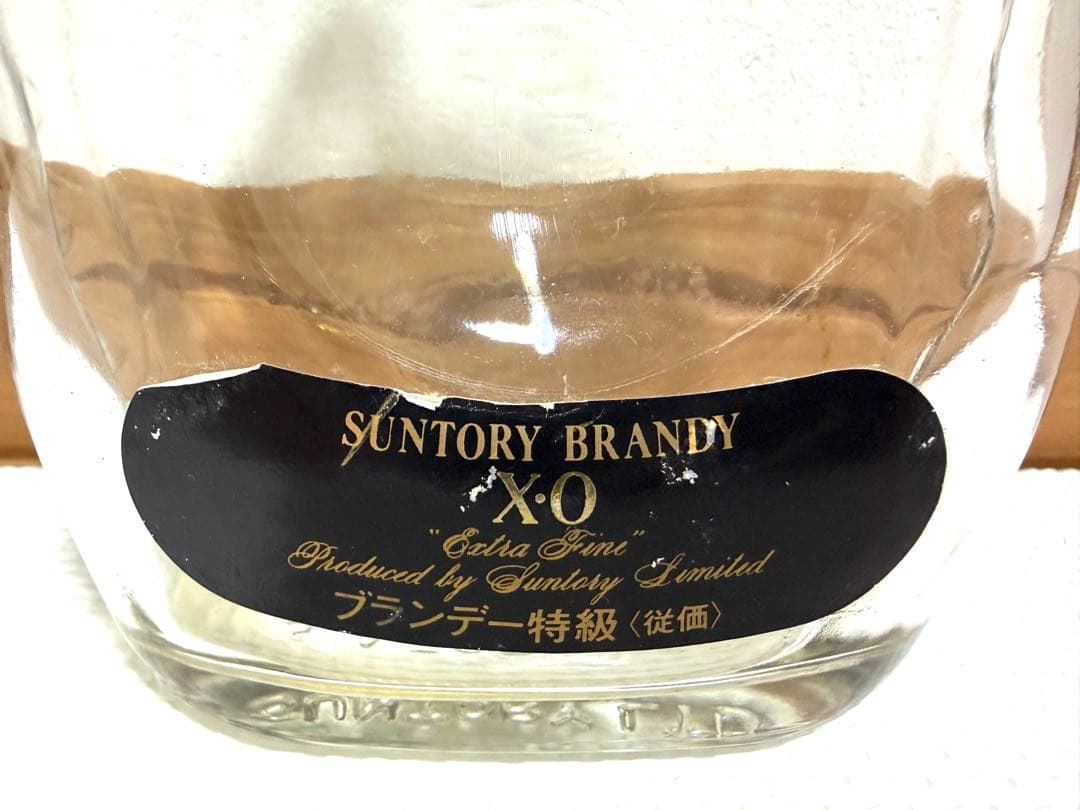 SUNTORY BRANDY
X·O
"Extra Fine"
Produced by Suntory Limited
ブランデー特級〈従価〉